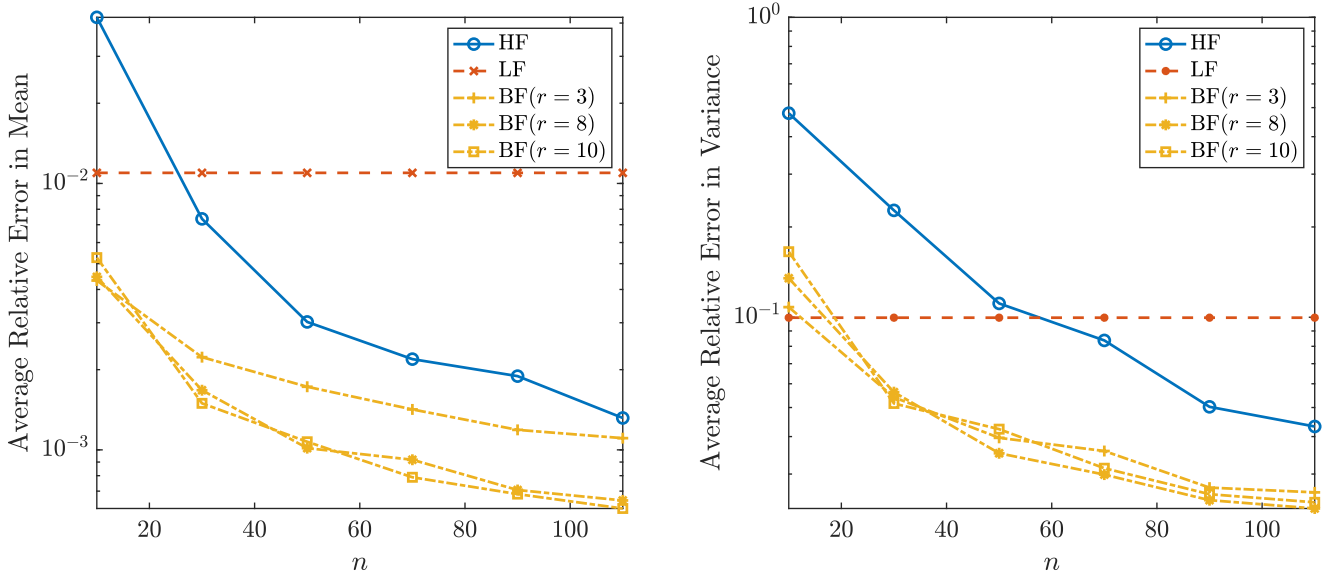 Average Relative Error in Mean
10^{-2}
10^{-3}
20 40 60 80 100
n
HF
LF
BF(r = 3)
BF(r = 8)
BF(r = 10)
Average Relative Error in Variance
10^{0}
10^{-1}
20 40 60 80 100
n
HF
LF
BF(r = 3)
BF(r = 8)
BF(r = 10)